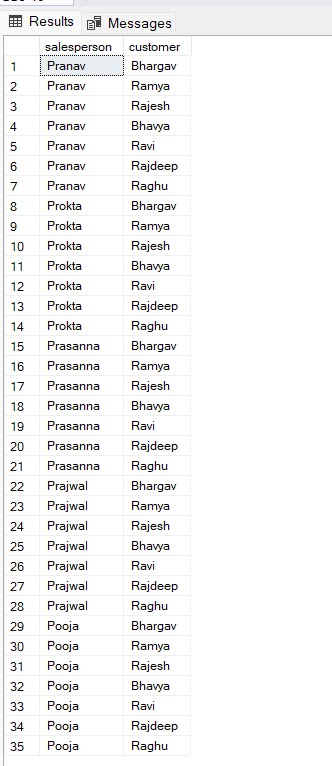 Results Messages
salesperson customer
1 Pranav Bhargav
2 Pranav Ramya
3 Pranav Rajesh
4 Pranav Bhavya
5 Pranav Ravi
6 Pranav Rajdeep
7 Pranav Raghu
8 Prokta Bhargav
9 Prokta Ramya
10 Prokta Rajesh
11 Prokta Bhavya
12 Prokta Ravi
13 Prokta Rajdeep
14 Prokta Raghu
15 Prasanna Bhargav
16 Prasanna Ramya
17 Prasanna Rajesh
18 Prasanna Bhavya
19 Prasanna Ravi
20 Prasanna Rajdeep
21 Prasanna Raghu
22 Prajwal Bhargav
23 Prajwal Ramya
24 Prajwal Rajesh
25 Prajwal Bhavya
26 Prajwal Ravi
27 Prajwal Rajdeep
28 Prajwal Raghu
29 Pooja Bhargav
30 Pooja Ramya
31 Pooja Rajesh
32 Pooja Bhavya
33 Pooja Ravi
34 Pooja Rajdeep
35 Pooja Raghu